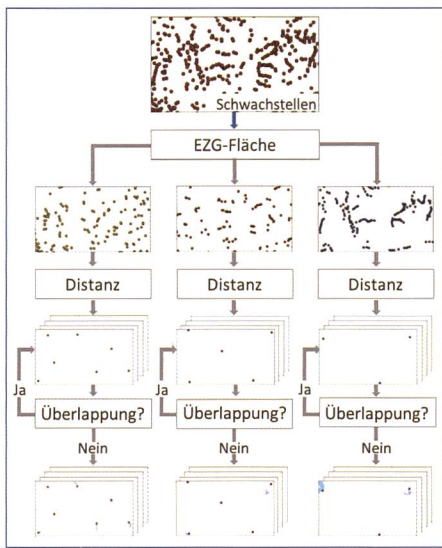 Schwachstellen
EZG-Fläche
Distanz Distanz Distanz
Ja Ja Ja
Überlappung? Überlappung? Überlappung?
Nein Nein Nein